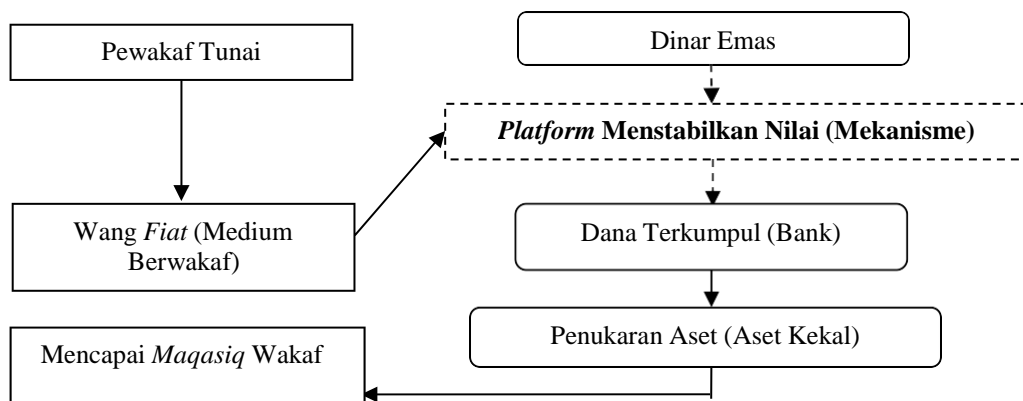 Pewakaf Tunai
Dinar Emas
Platform Menstabilkan Nilai (Mekanisme)
Wang Fiat (Medium
Berwakaf)
Dana Terkumpul (Bank)
Penukaran Aset (Aset Kekal)
Mencapai Maqasiq Wakaf